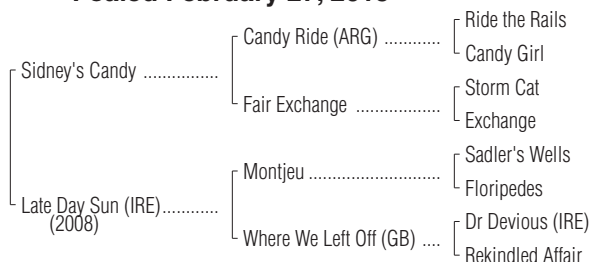 Foaled February 27,
Ride the Rails
Candy Ride (ARG) ............
Candy Girl
Sidney's Candy ................
Storm Cat
Fair Exchange ..................
Exchange
Sadler's Wells
Montjeu ............................
Floripedes
Late Day Sun (IRE)............
(2008)
Dr Devious (IRE)
Where We Left Off (GB) ....
Rekindled Affair